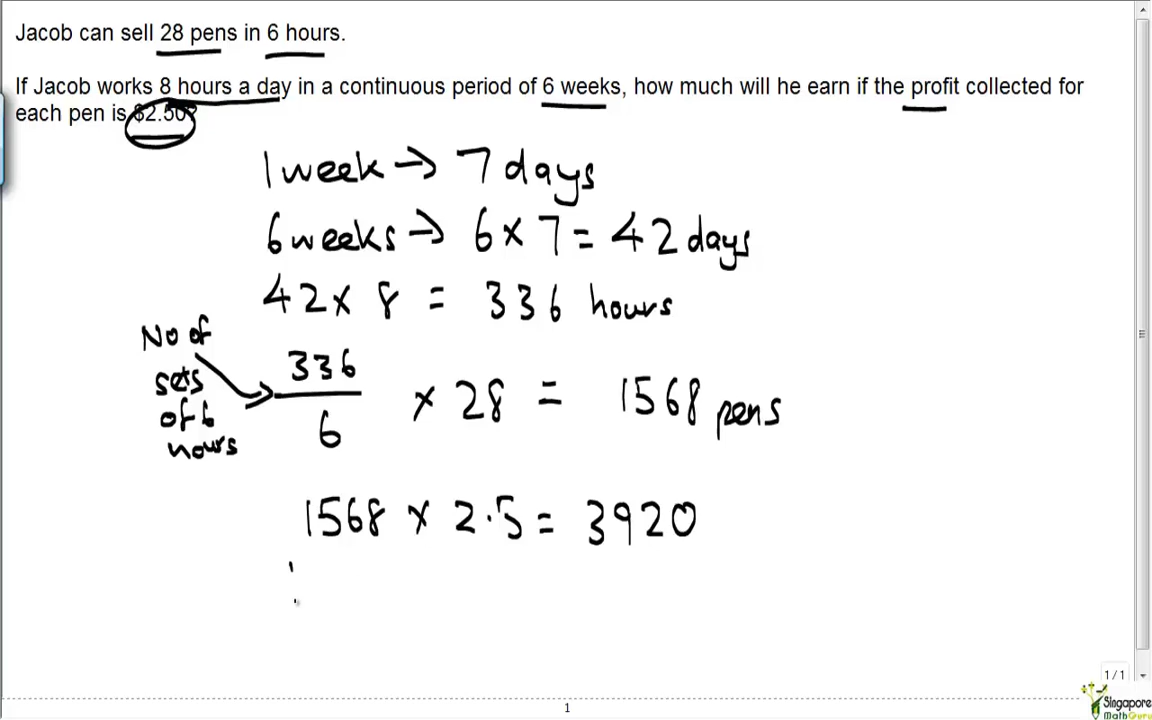 Jacob can sell 28 pens in 6 hours.
If Jacob works 8 hours a day in a continuous period of 6 weeks, how much will he earn if the profit collected for
each pen is $2.50?
1 week → 7 days
6 weeks → 6 × 7 = 42 days
42 × 8 = 336 hours
No of
sets
of 6
hours
336
6
× 28 = 1568 pens
1568 × 2.5 = 3920
1/1
1
Singapore
MathGuru